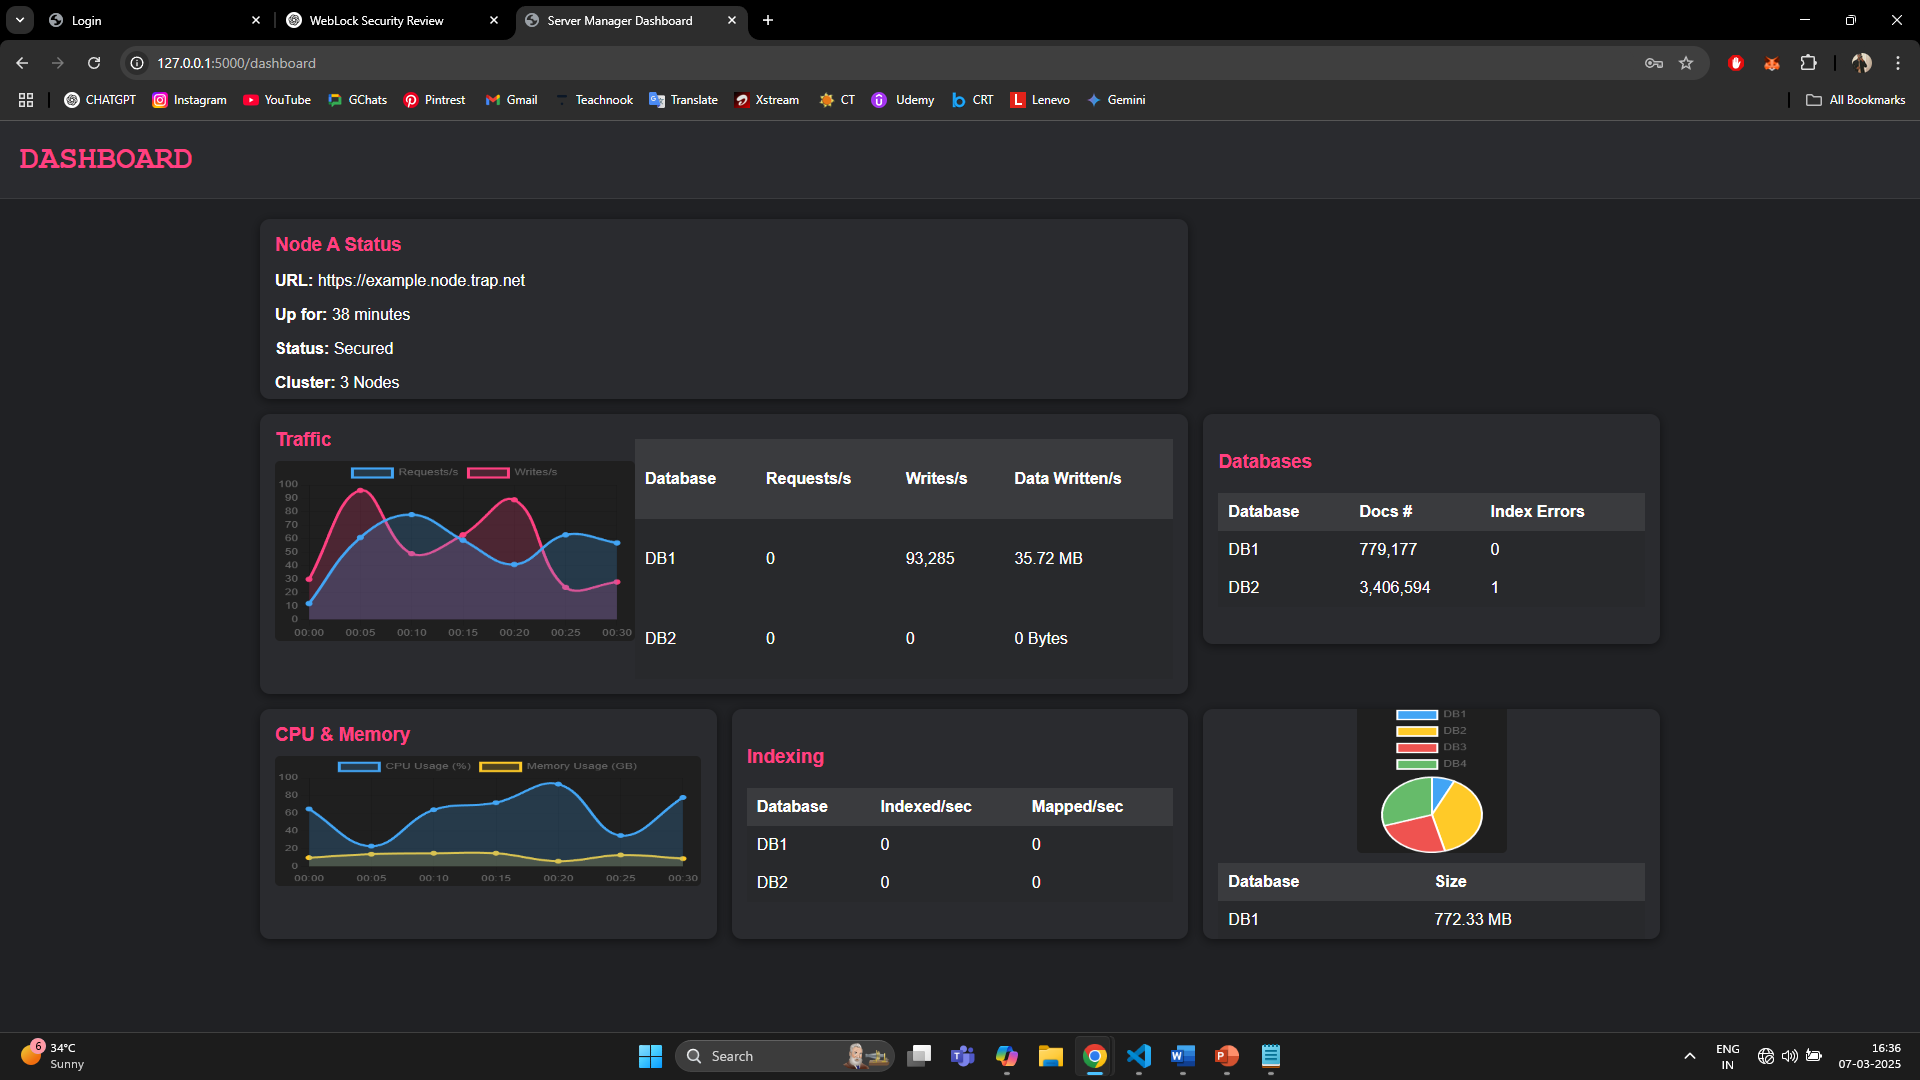 Login
WebLock Security Review
Server Manager Dashboard
127.0.0.1:5000/dashboard
CHATGPT Instagram YouTube GChats Pintrest Gmail Teachnook Translate Xstream CT Udemy CRT Lenevo Gemini All Bookmarks
DASHBOARD
Node A Status
URL: https://example.node.trap.net
Up for: 38 minutes
Status: Secured
Cluster: 3 Nodes
Traffic
Requests/s Writes/s
100
90
80
70
60
50
40
30
20
10
0
00:00 00:05 00:10 00:15 00:20 00:25 00:30
Database Requests/s Writes/s Data Written/s
DB1 0 93,285 35.72 MB
DB2 0 0 0 Bytes
Databases
Database Docs # Index Errors
DB1 779,177 0
DB2 3,406,594 1
CPU & Memory
CPU Usage (%) Memory Usage (GB)
100
80
60
40
20
0
00:00 00:05 00:10 00:15 00:20 00:25 00:30
Indexing
Database Indexed/sec Mapped/sec
DB1 0 0
DB2 0 0
DB1
DB2
DB3
DB4
Database Size
DB1 772.33 MB
6
34°C
Sunny
Search
ENG
IN
16:36
07-03-2025